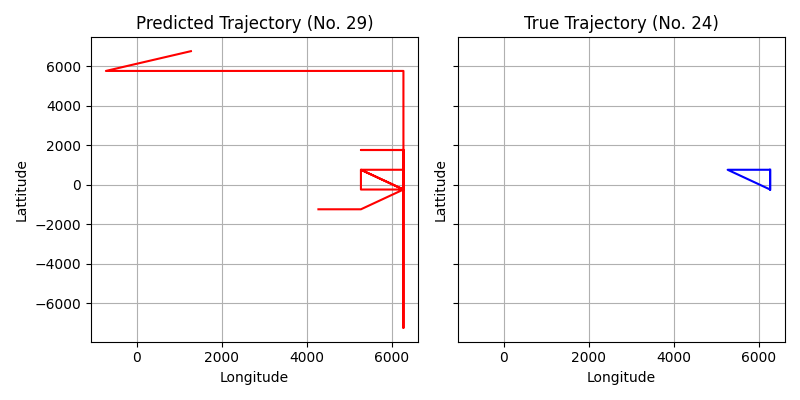 Predicted Trajectory (No. 29)
True Trajectory (No. 24)
6000
4000
2000
0
−2000
−4000
−6000
Lattitude
Lattitude
0 2000 4000 6000
0 2000 4000 6000
Longitude
Longitude